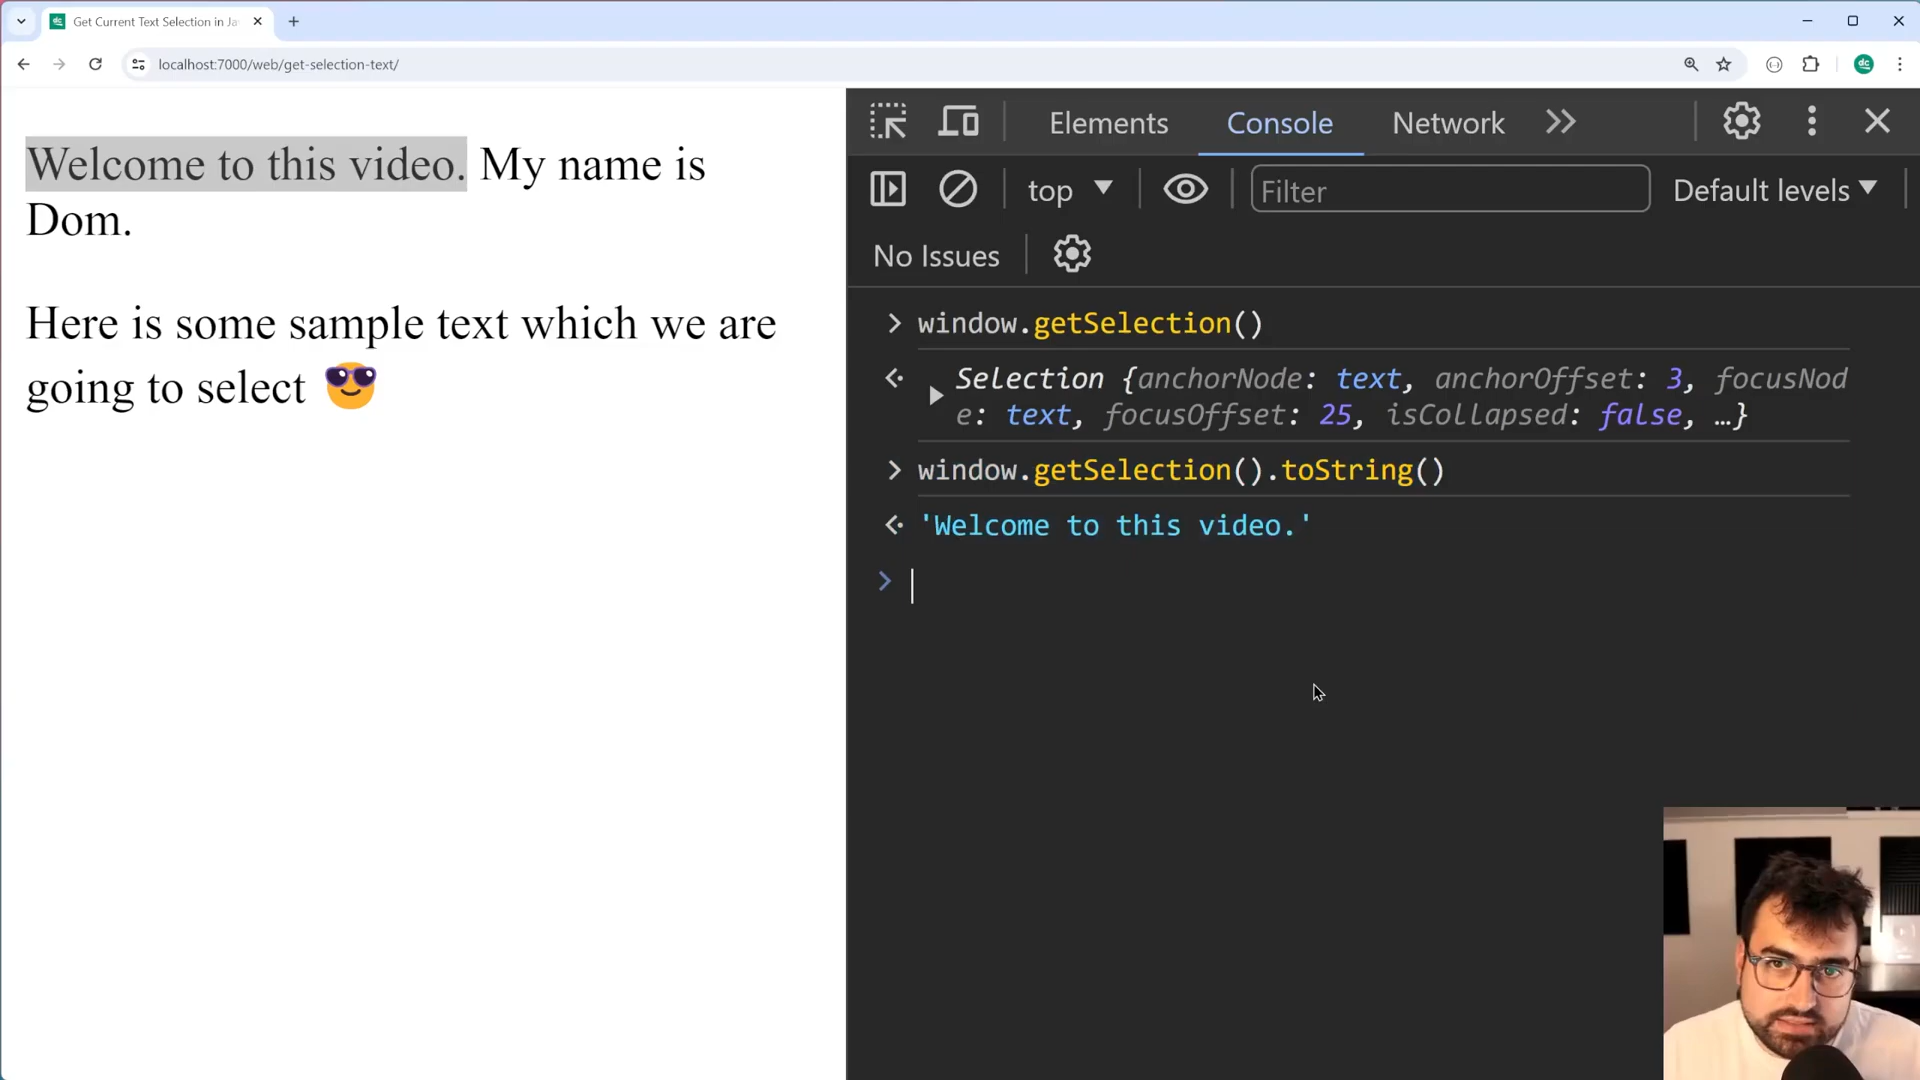 Get Current Text Selection in Ja
localhost:7000/web/get-selection-text/
Welcome to this video. My name is
Dom.
Here is some sample text which we are
going to select 😎
Elements Console Network
top Filter Default levels
No Issues
window.getSelection()
Selection {anchorNode: text, anchorOffset: 3, focusNod
e: text, focusOffset: 25, isCollapsed: false, …}
window.getSelection().toString()
'Welcome to this video.'